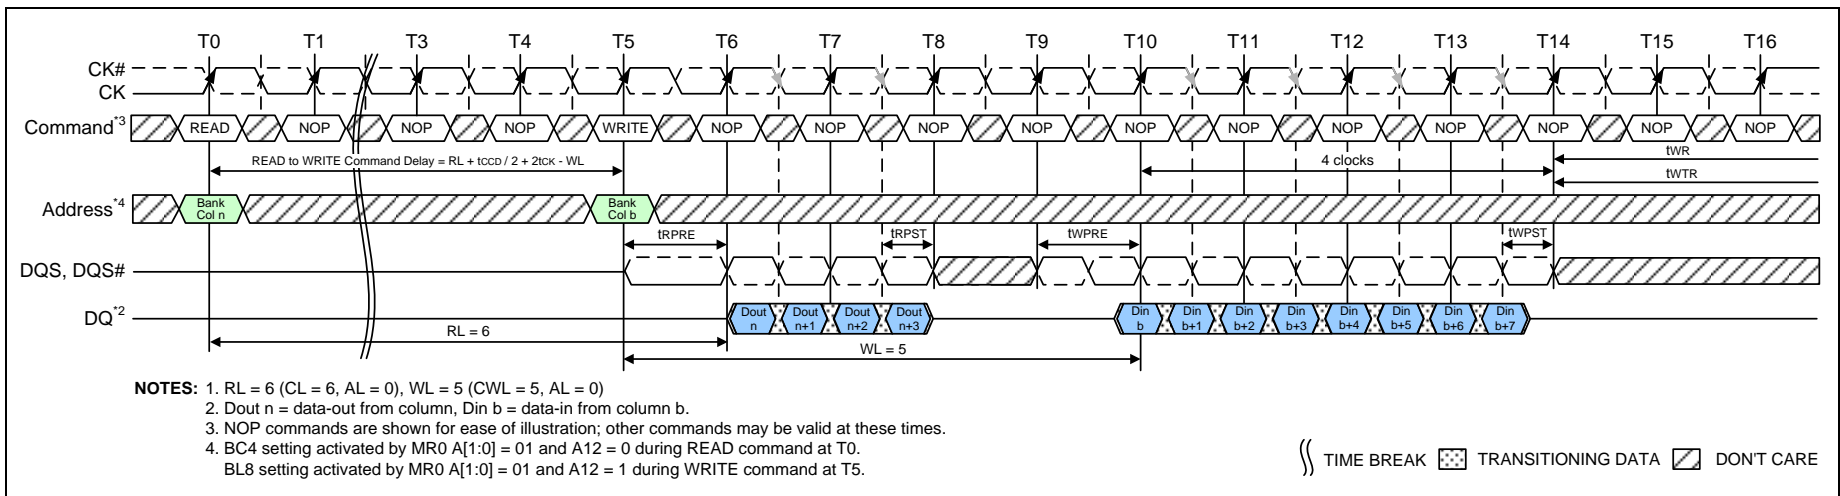 T0 T1 T3 T4 T5 T6 T7 T8 T9 T10 T11 T12 T13 T14 T15 T16
CK#
CK
Command*3 READ NOP NOP NOP WRITE NOP NOP NOP NOP NOP NOP NOP NOP NOP NOP NOP
READ to WRITE Command Delay = RL + tCCD / 2 + 2tCK - WL
4 clocks
tWR
tWTR
Address*4
Bank
Col n
Bank
Col b
tRPRE tRPST tWPRE tWPST
DQS, DQS#
DQ*2
Dout
n
Dout
n+1
Dout
n+2
Dout
n+3
Din
b
Din
b+1
Din
b+2
Din
b+3
Din
b+4
Din
b+5
Din
b+6
Din
b+7
RL = 6
WL = 5
NOTES: 1. RL = 6 (CL = 6, AL = 0), WL = 5 (CWL = 5, AL = 0)
2. Dout n = data-out from column, Din b = data-in from column b.
3. NOP commands are shown for ease of illustration; other commands may be valid at these times.
4. BC4 setting activated by MR0 A[1:0] = 01 and A12 = 0 during READ command at T0.
BL8 setting activated by MR0 A[1:0] = 01 and A12 = 1 during WRITE command at T5.
TIME BREAK TRANSITIONING DATA DON'T CARE